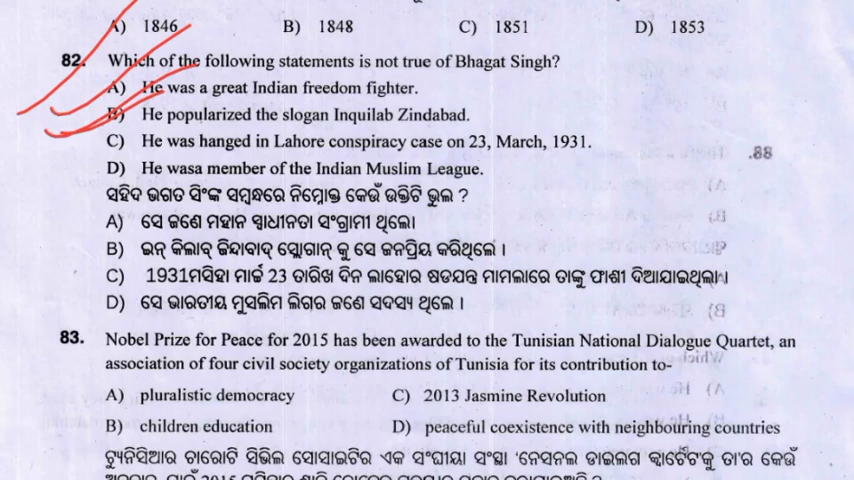 A) 1846 B) 1848 C) 1851 D) 1853
82. Which of the following statements is not true of Bhagat Singh?
A) He was a great Indian freedom fighter.
B) He popularized the slogan Inquilab Zindabad.
C) He was hanged in Lahore conspiracy case on 23, March, 1931.
D) He wasa member of the Indian Muslim League.
ସହିଦ ଭଗତ ସିଂଙ୍କ ସମ୍ବନ୍ଧରେ ନିମ୍ନୋକ୍ତ କେଉଁ ଉକ୍ତିଟି ଭୁଲ ?
A) ସେ ଜଣେ ମହାନ ସ୍ଵାଧୀନତା ସଂଗ୍ରାମୀ ଥିଲେ।
B) ଇନ୍ କିଲାବ୍ ଜିନ୍ଦାବାଦ୍ ସ୍ଲୋଗାନ୍ କୁ ସେ ଜନପ୍ରିୟ କରିଥିଲେ ।
C) 1931ମସିହା ମାର୍ଚ୍ଚ 23 ତାରିଖ ଦିନ ଲାହୋର ଷଡଯନ୍ତ୍ର ମାମଲାରେ ତାଙ୍କୁ ଫାଶୀ ଦିଆଯାଇଥିଲା ।
D) ସେ ଭାରତୀୟ ମୁସଲିମ ଲିଗର ଜଣେ ସଦସ୍ୟ ଥିଲେ ।
83. Nobel Prize for Peace for 2015 has been awarded to the Tunisian National Dialogue Quartet, an
association of four civil society organizations of Tunisia for its contribution to-
A) pluralistic democracy C) 2013 Jasmine Revolution
B) children education D) peaceful coexistence with neighbouring countries
ଟ୍ୟୁନିସିଆର ଚାରୋଟି ସିଭିଲ ସୋସାଇଟିର ଏକ ସଂଘୀୟ ସଂସ୍ଥା ‘ନେସନଲ ଡାଇଲଗ କ୍ଵାର୍ଟେଟକୁ ତା'ର କେଉଁ